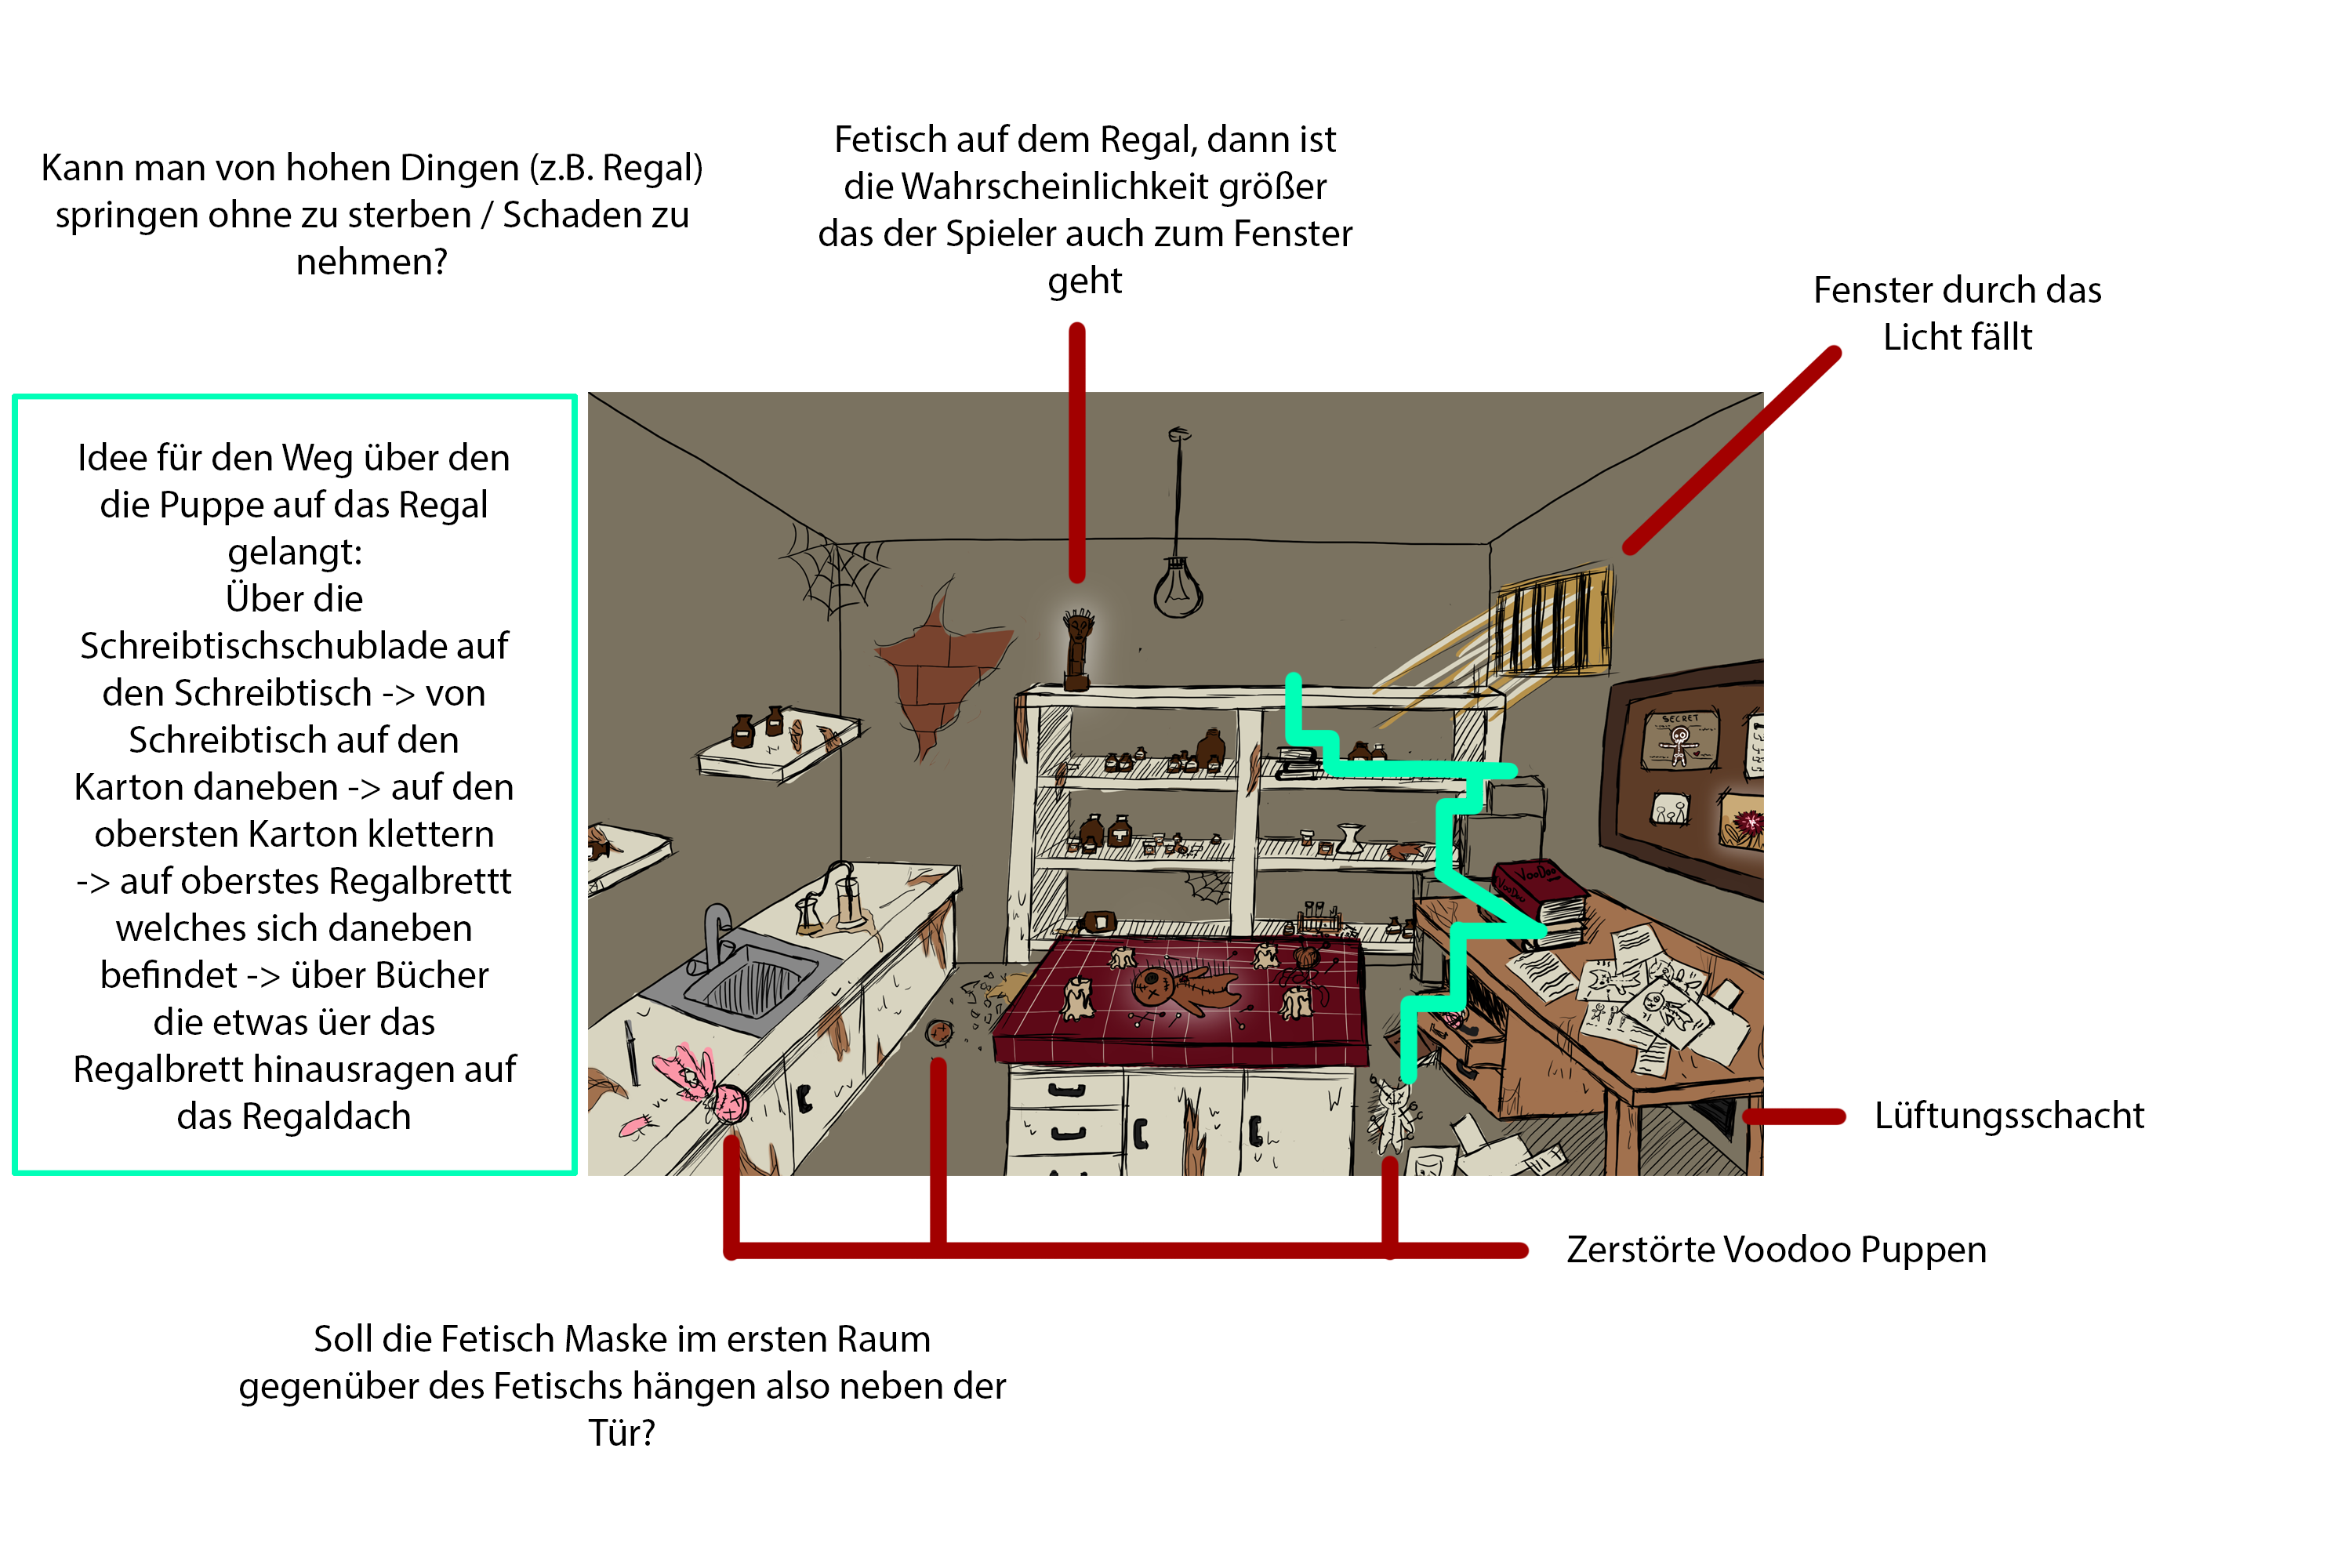 Kann man von hohen Dingen (z.B. Regal)
springen ohne zu sterben / Schaden zu
nehmen?
Fetisch auf dem Regal, dann ist
die Wahrscheinlichkeit größer
das der Spieler auch zum Fenster
geht
Fenster durch das
Licht fällt
Idee für den Weg über den
die Puppe auf das Regal
gelangt:
Über die
Schreibtischschublade auf
den Schreibtisch -> von
Schreibtisch auf den
Karton daneben -> auf den
obersten Karton klettern
-> auf oberstes Regalbrettt
welches sich daneben
befindet -> über Bücher
die etwas üer das
Regalbrett hinausragen auf
das Regaldach
SECRET
VooDoo
VooDoo
Lüftungsschacht
Zerstörte Voodoo Puppen
Soll die Fetisch Maske im ersten Raum
gegenüber des Fetischs hängen also neben der
Tür?